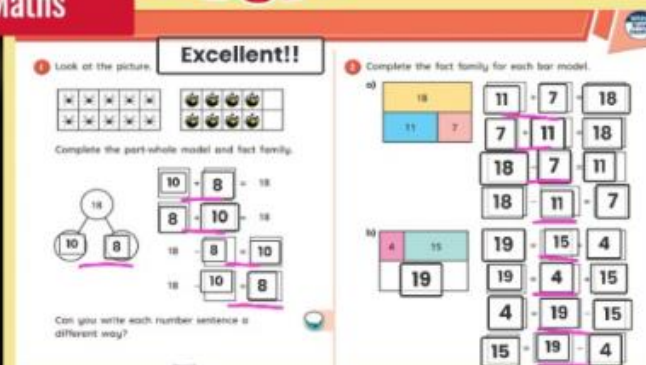 Maths
Excellent!!
1 Look at the picture.
Complete the part-whole model and fact family.
18
10 8
10 + 8 = 18
8 + 10 = 18
18 - 8 = 10
18 - 10 = 8
Can you write each number sentence a
different way?
2 Complete the fact family for each bar model.
a)
18
11 7
11 + 7 = 18
7 + 11 = 18
18 - 7 = 11
18 - 11 = 7
b)
4 15
19
19 - 15 = 4
19 - 4 = 15
4 = 19 - 15
15 = 19 - 4